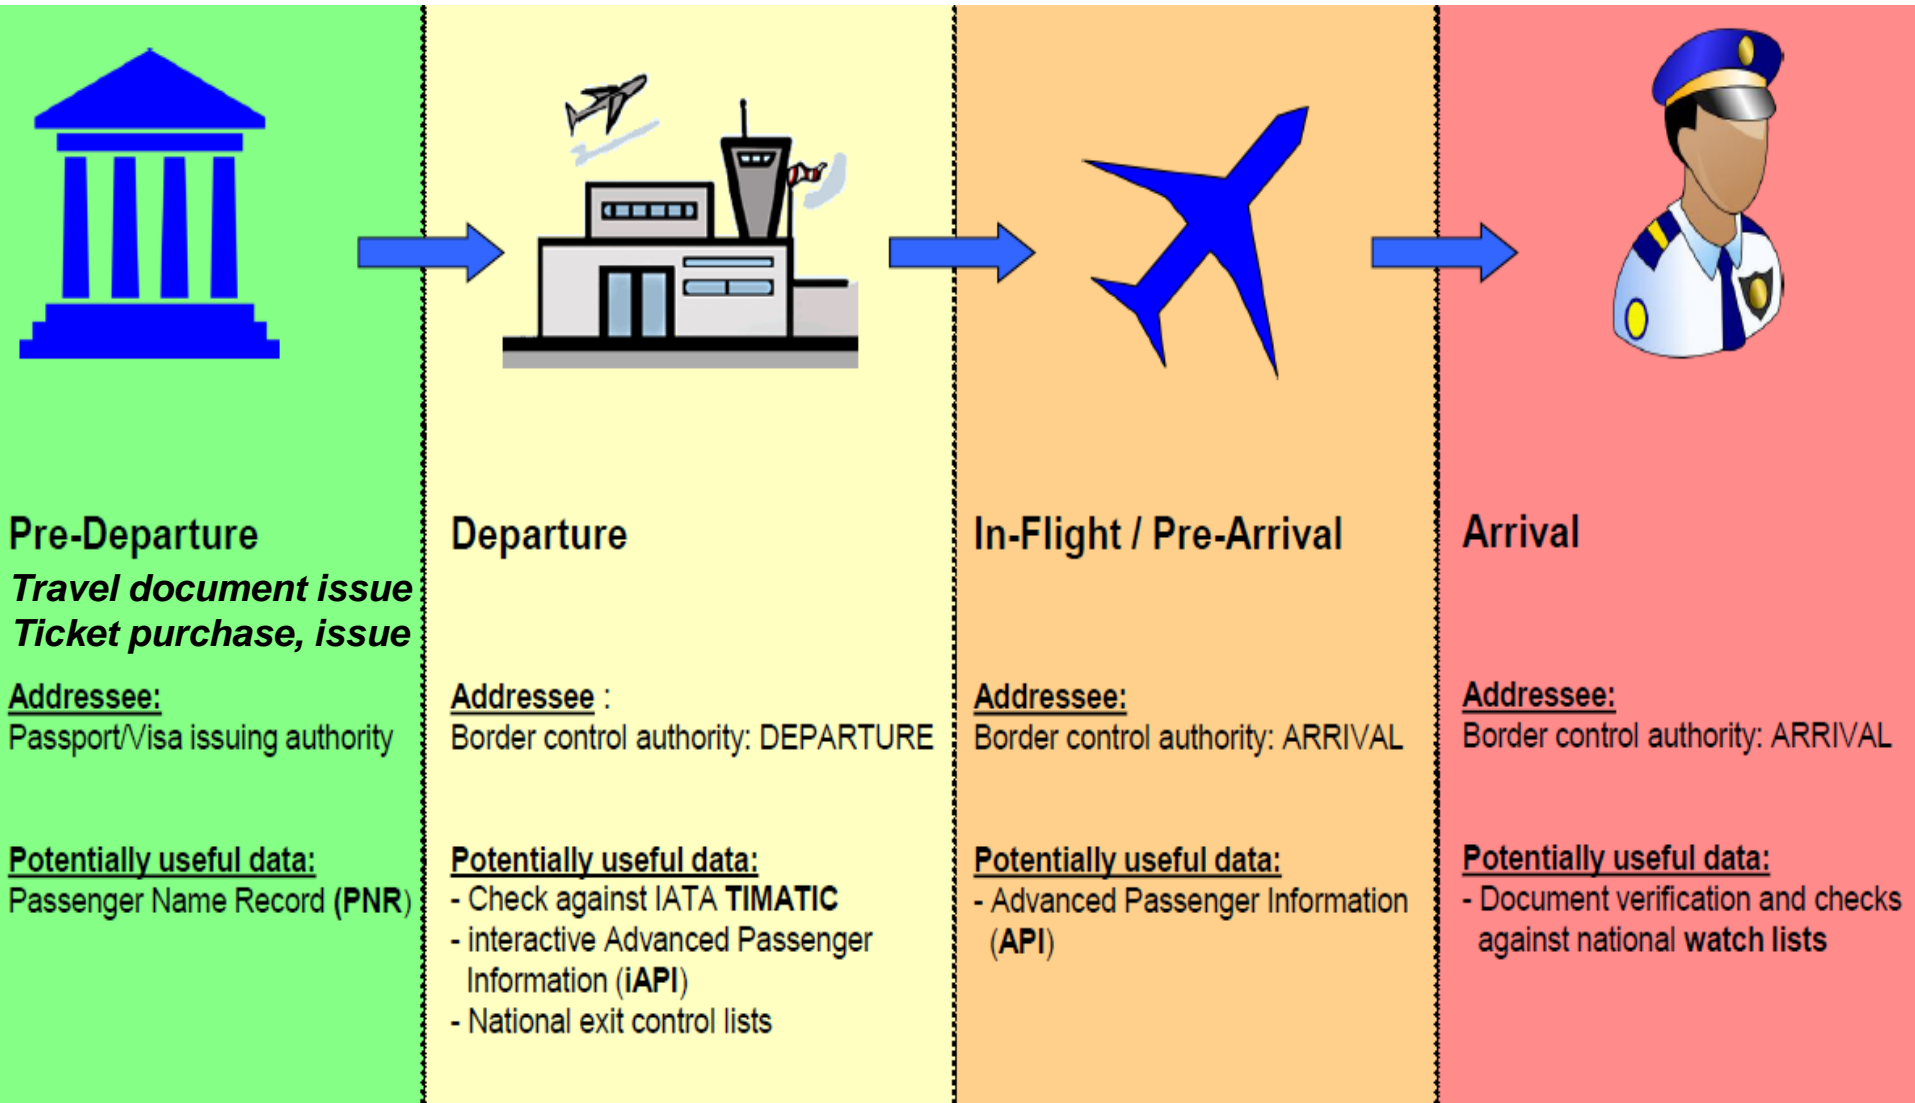 Pre-Departure
Travel document issue
Ticket purchase, issue
Addressee:
Passport/Visa issuing authority
Potentially useful data:
Passenger Name Record (PNR)
Departure
Addressee :
Border control authority: DEPARTURE
Potentially useful data:
- Check against IATA TIMATIC
- interactive Advanced Passenger
Information (iAPI)
- National exit control lists
In-Flight / Pre-Arrival
Addressee:
Border control authority: ARRIVAL
Potentially useful data:
- Advanced Passenger Information
(API)
Arrival
Addressee:
Border control authority: ARRIVAL
Potentially useful data:
- Document verification and checks
against national watch lists